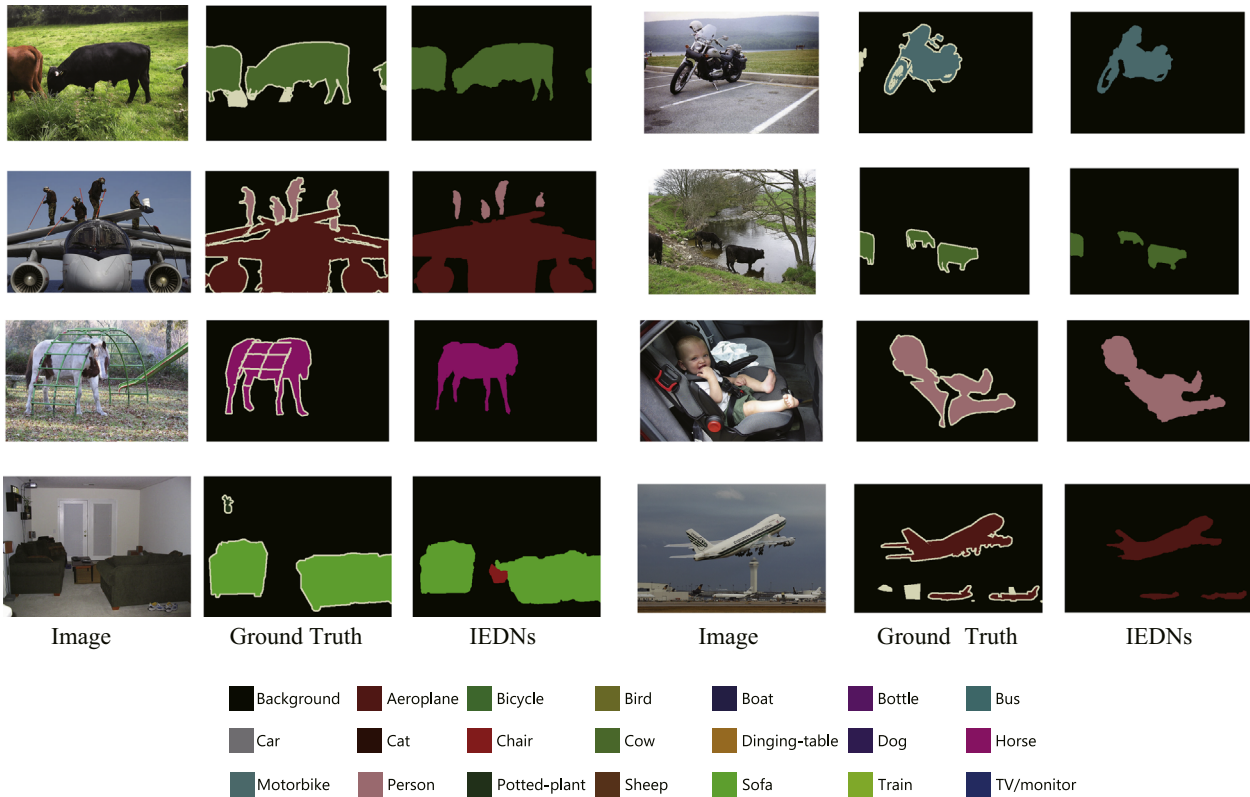 Image Ground Truth IEDNs Image Ground Truth IEDNs
Background Aeroplane Bicycle Bird Boat Bottle Bus
Car Cat Chair Cow Dinging-table Dog Horse
Motorbike Person Potted-plant Sheep Sofa Train TV/monitor